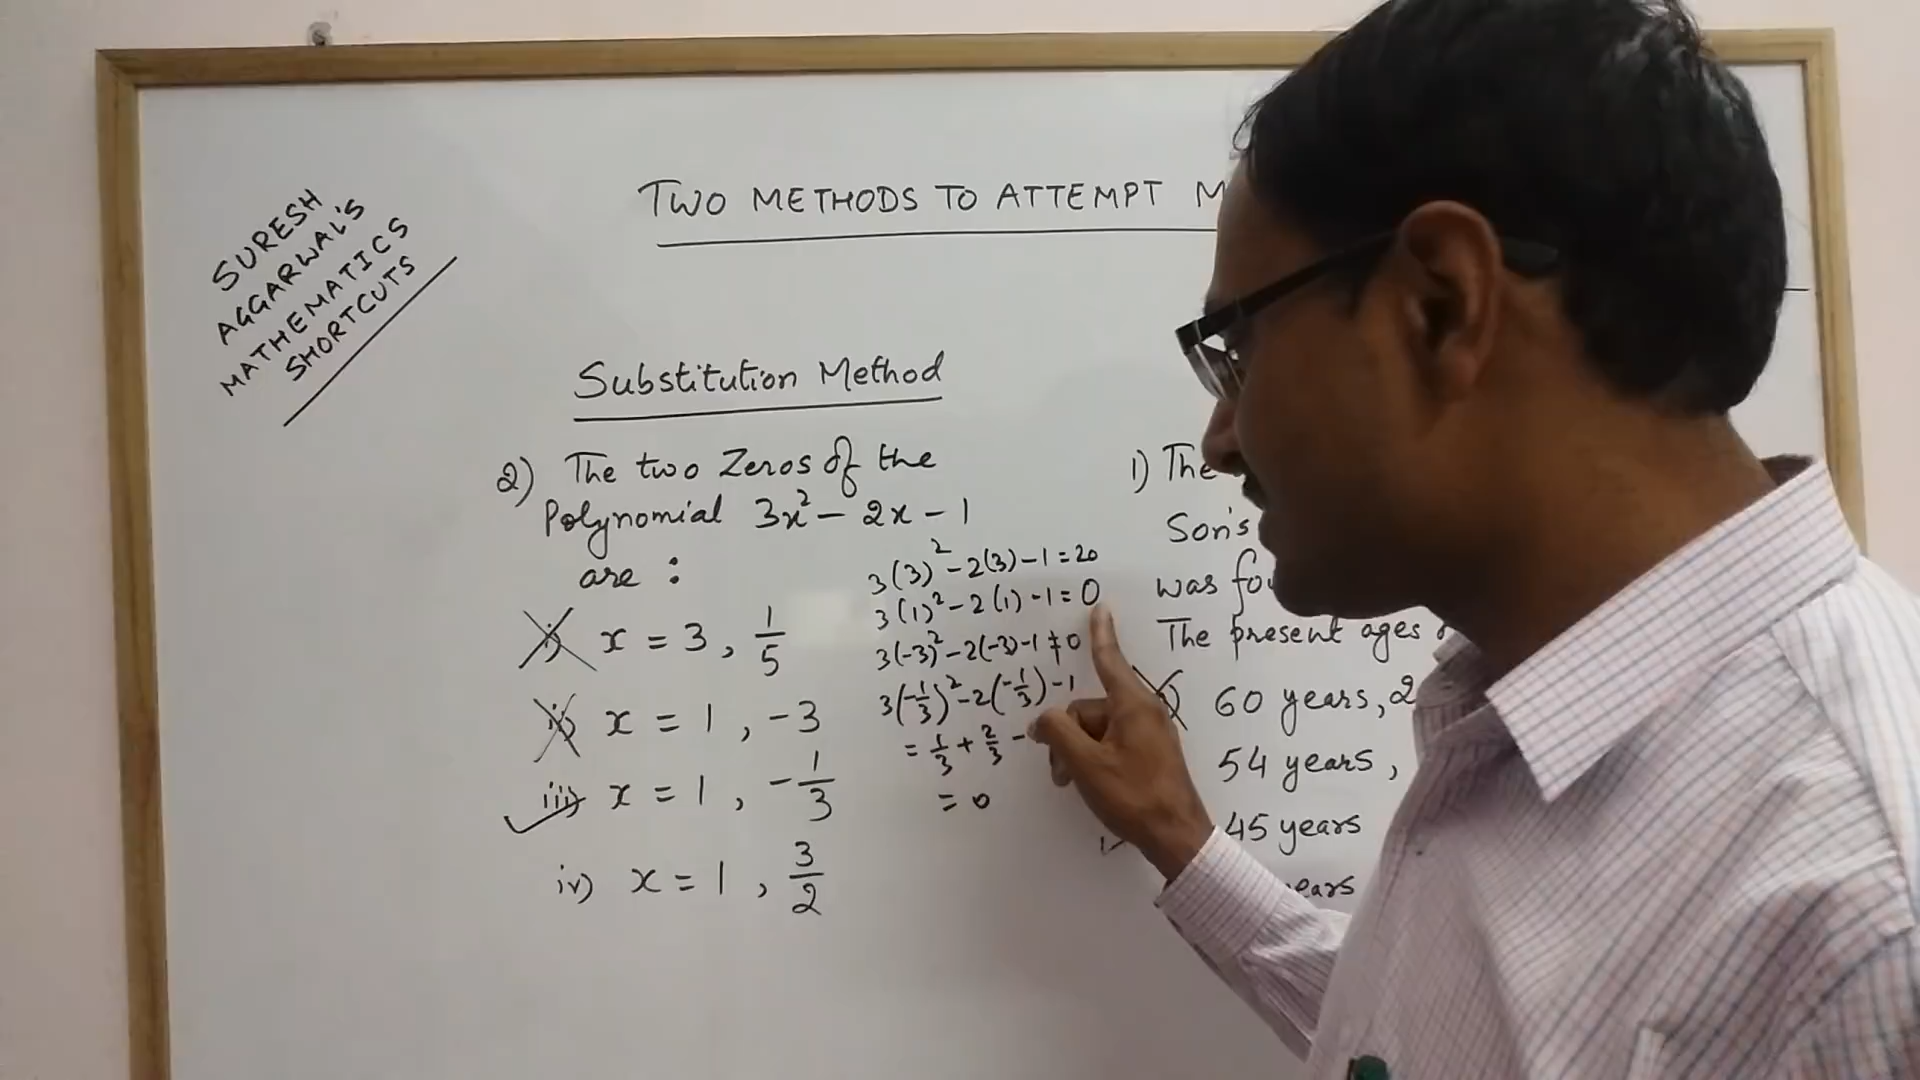 SURESH
AGGARWAL'S
MATHEMATICS
SHORTCUTS
TWO METHODS TO ATTEMPT
Substitution Method
2) The two Zeros of the
Polynomial 3x² - 2x - 1
are :
i) x = 3, 1/5
ii) x = 1, -3
iii) x = 1, -1/3
iv) x = 1, 3/2
3(3)² - 2(3) - 1 = 20
3(1)² - 2(1) - 1 = 0
3(-3)² - 2(-3) - 1 ≠ 0
3(-1/3)² - 2(-1/3) - 1
= 1/3 + 2/3 -
= 0
1) The
Son's
was
The present ages
60 years, 2
54 years,
45 years